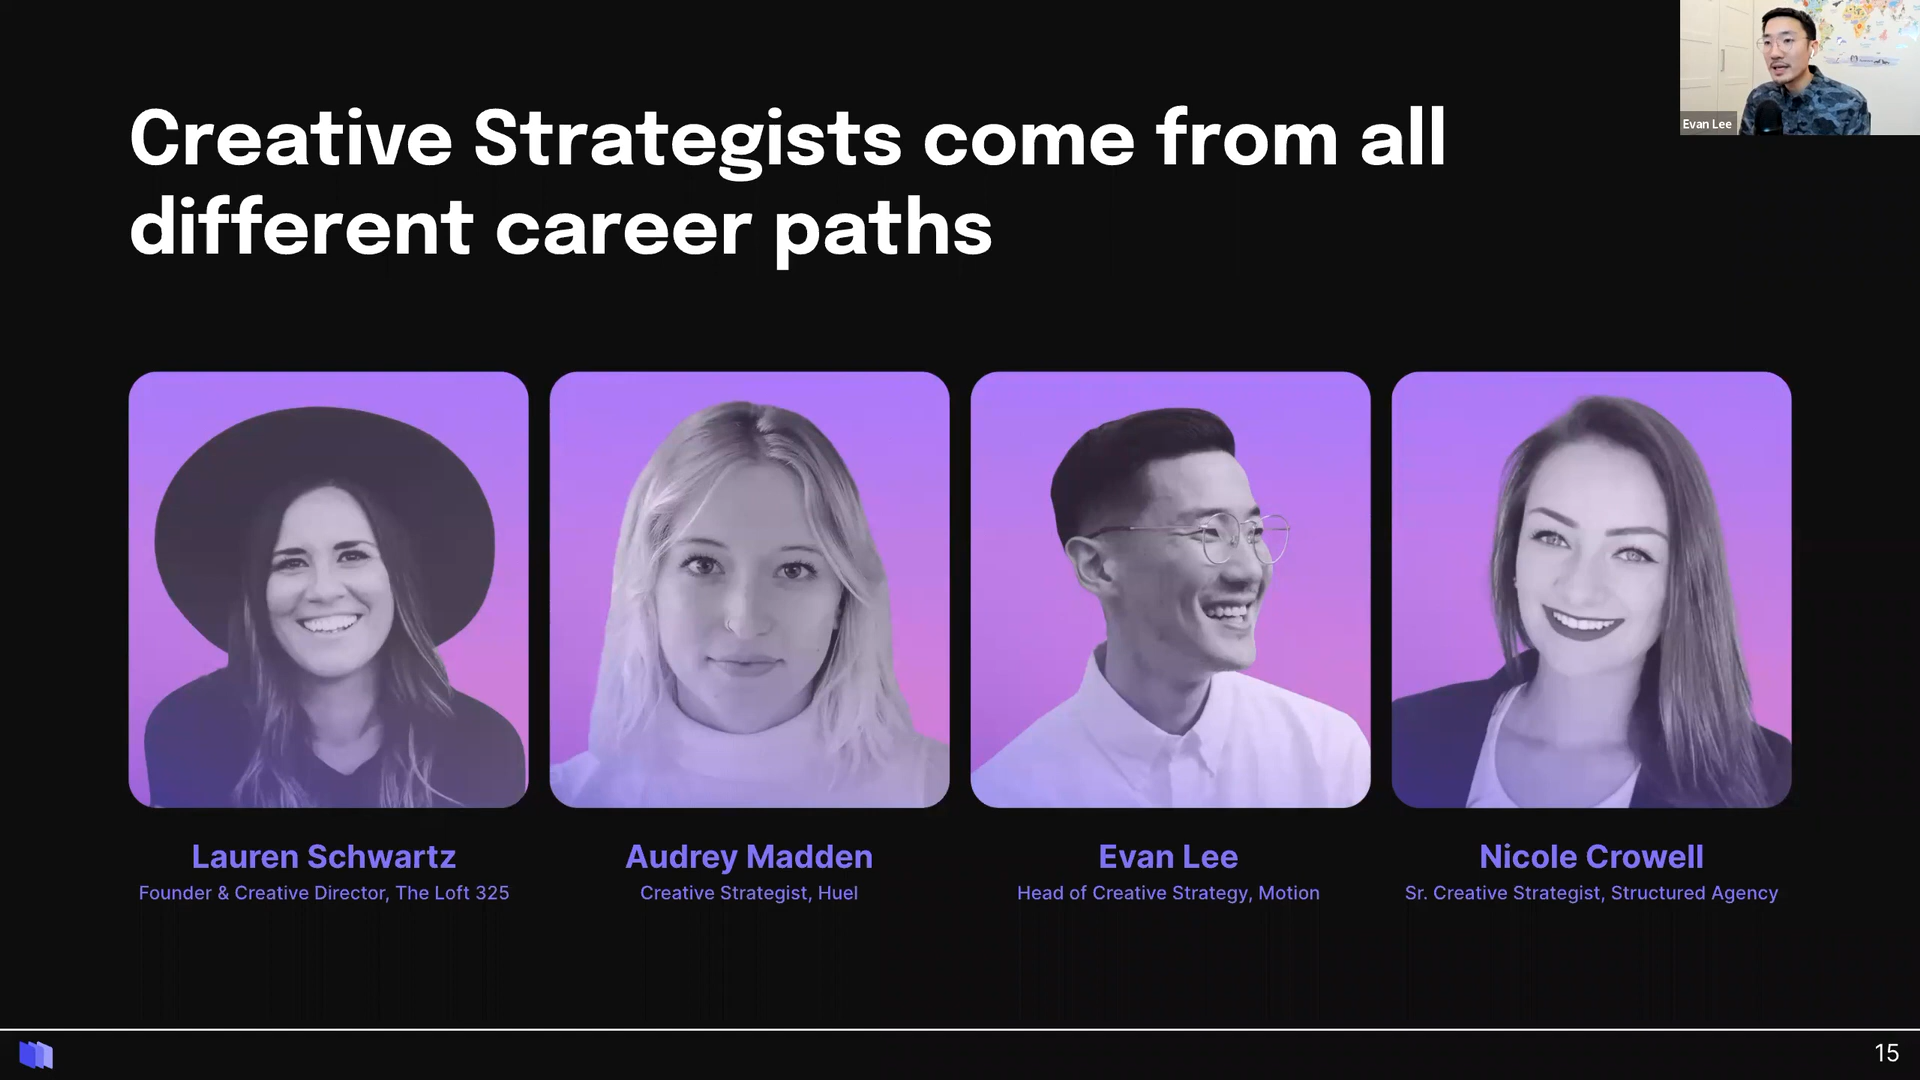 Creative Strategists come from all
different career paths
Evan Lee
Lauren Schwartz
Founder & Creative Director, The Loft 325
Audrey Madden
Creative Strategist, Huel
Evan Lee
Head of Creative Strategy, Motion
Nicole Crowell
Sr. Creative Strategist, Structured Agency
15